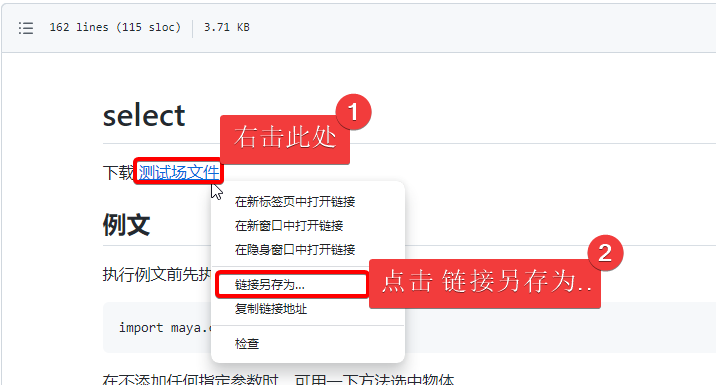 162 lines (115 sloc) 3.71 KB
select
1
右击此处
下载 测试场文件
在新标签页中打开链接
例文
在新窗口中打开链接
在隐身窗口中打开链接
2
执行例文前先执
链接另存为...
点击 链接另存为..
复制链接地址
import maya.c
检查
在不添加任何指定参数时，可用一下方法选中物体